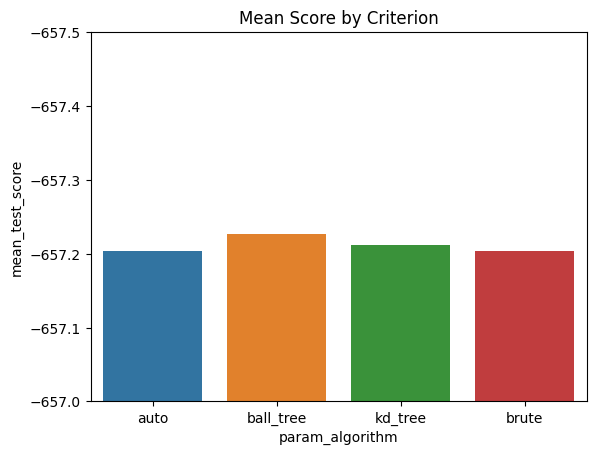 Mean Score by Criterion
−657.5
−657.4
−657.3
−657.2
−657.1
−657.0
mean_test_score
auto
ball_tree
kd_tree
brute
param_algorithm